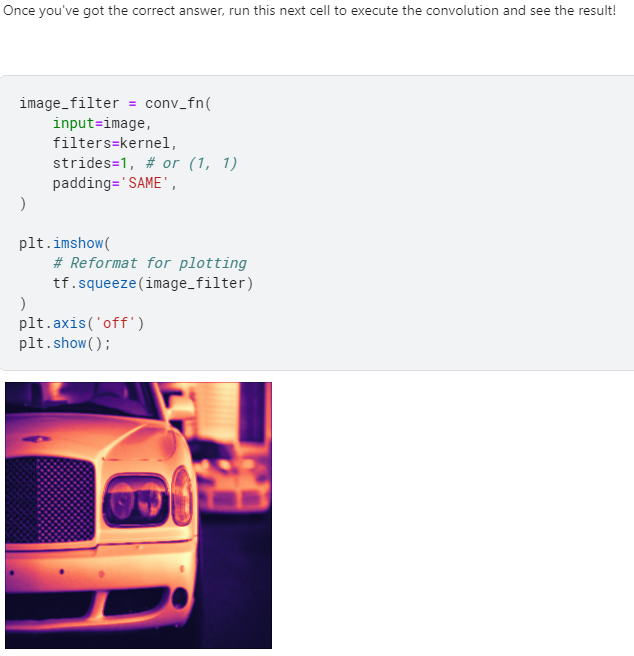 Once you've got the correct answer, run this next cell to execute the convolution and see the result!
image_filter = conv_fn(
    input=image,
    filters=kernel,
    strides=1, # or (1, 1)
    padding='SAME',
)
plt.imshow(
    # Reformat for plotting
    tf.squeeze(image_filter)
)
plt.axis('off')
plt.show();